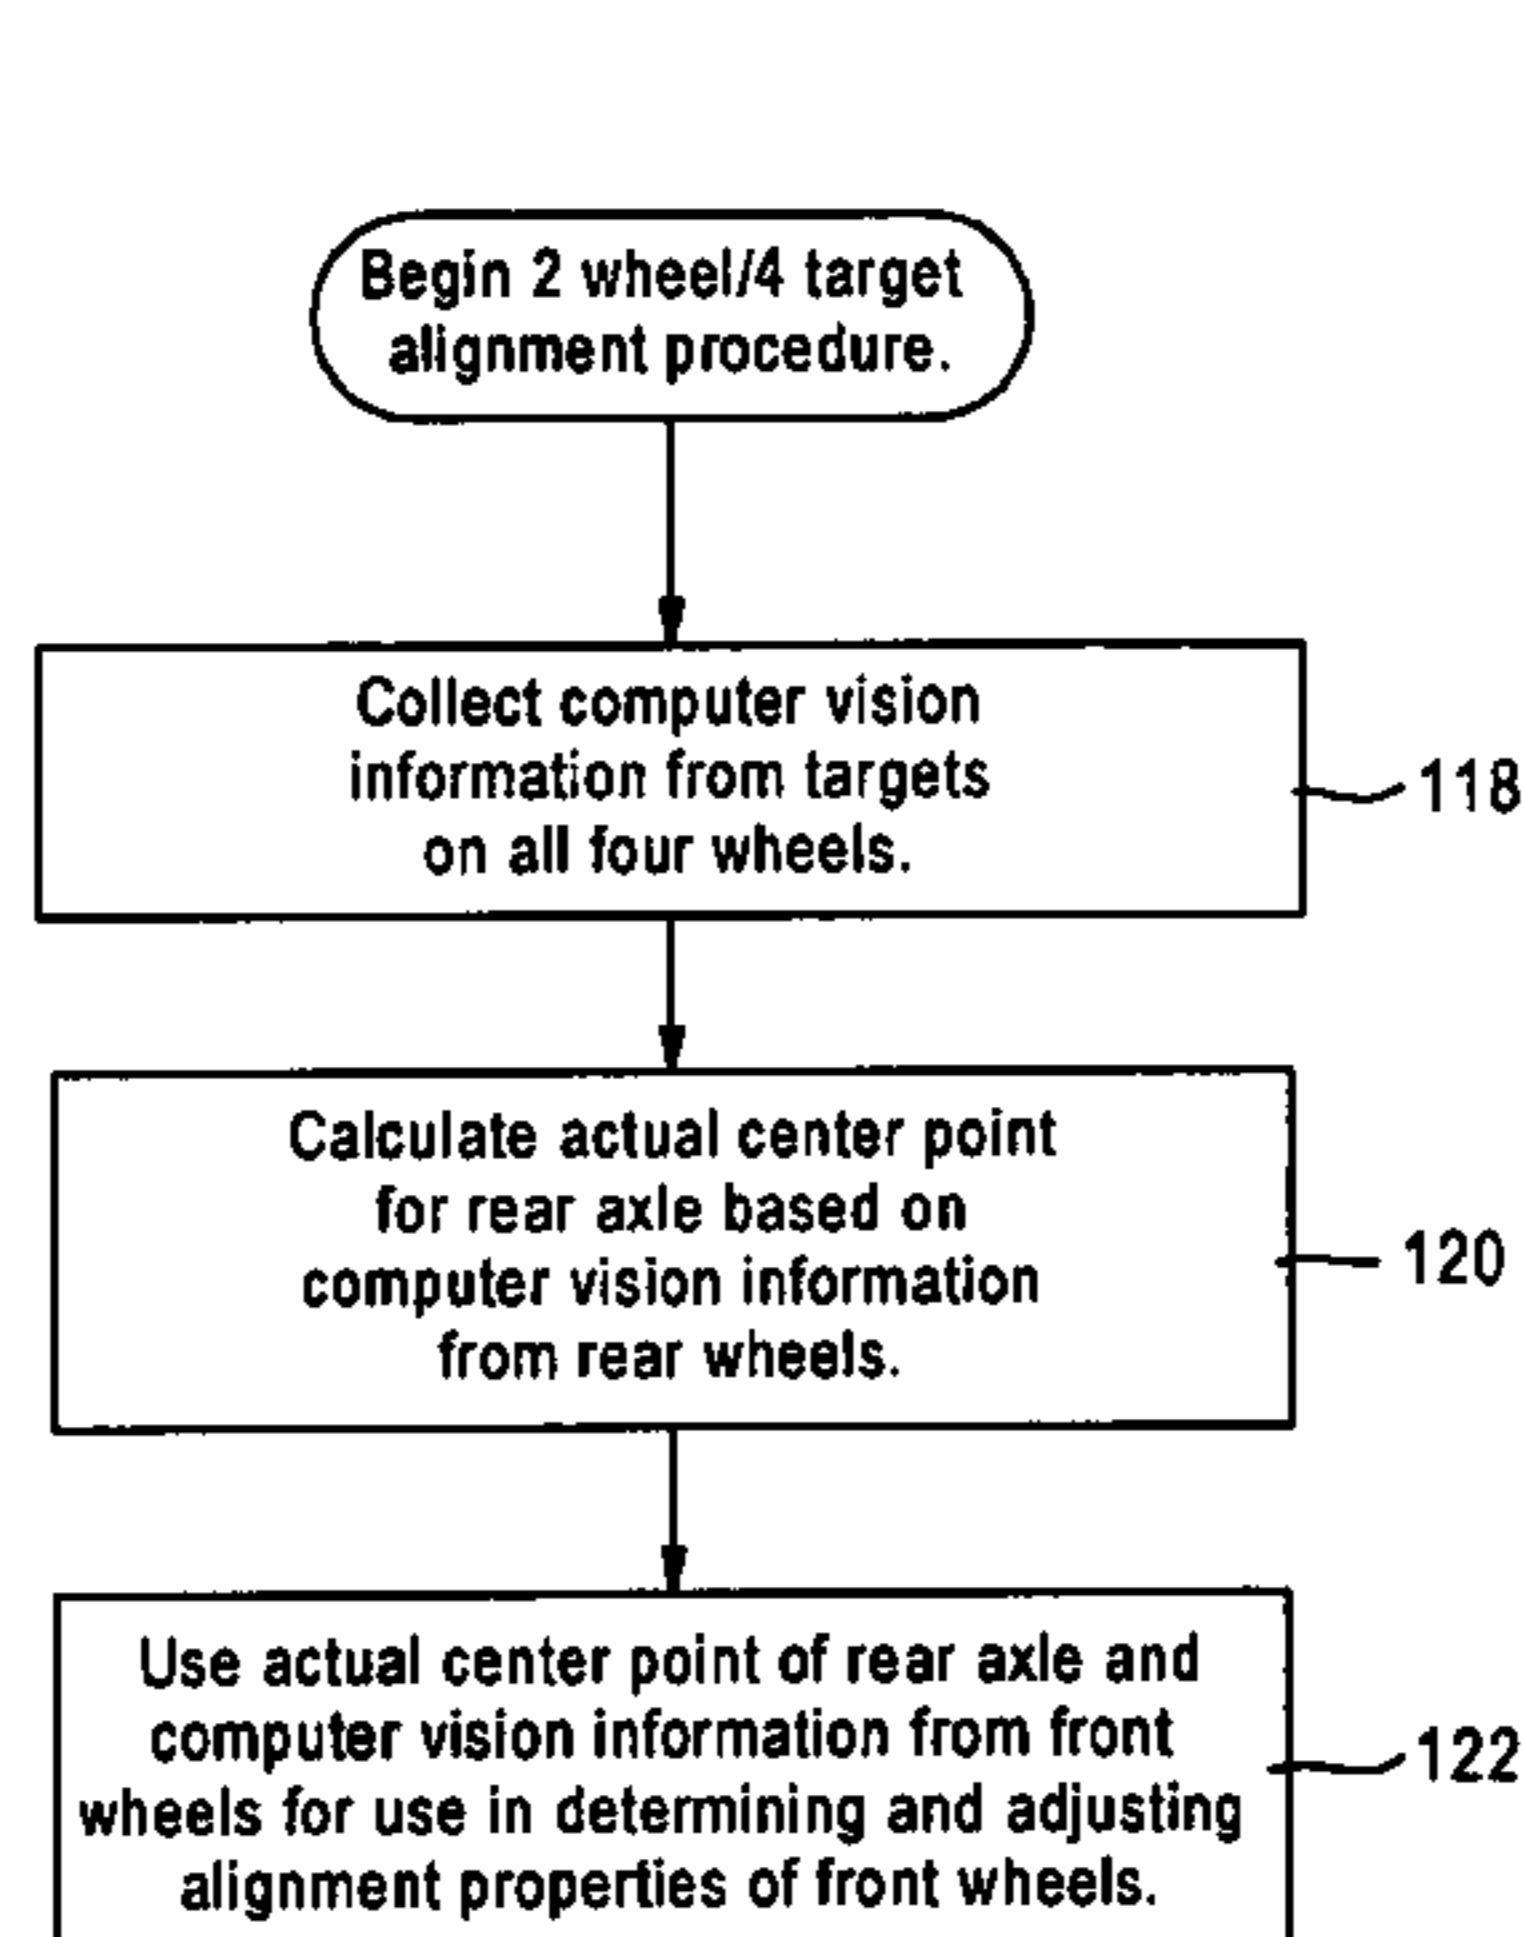 Begin 2 wheel/4 target
alignment procedure.
Collect computer vision
information from targets
on all four wheels.
118
Calculate actual center point
for rear axle based on
computer vision information
from rear wheels.
120
Use actual center point of rear axle and
computer vision information from front
wheels for use in determining and adjusting
alignment properties of front wheels.
122